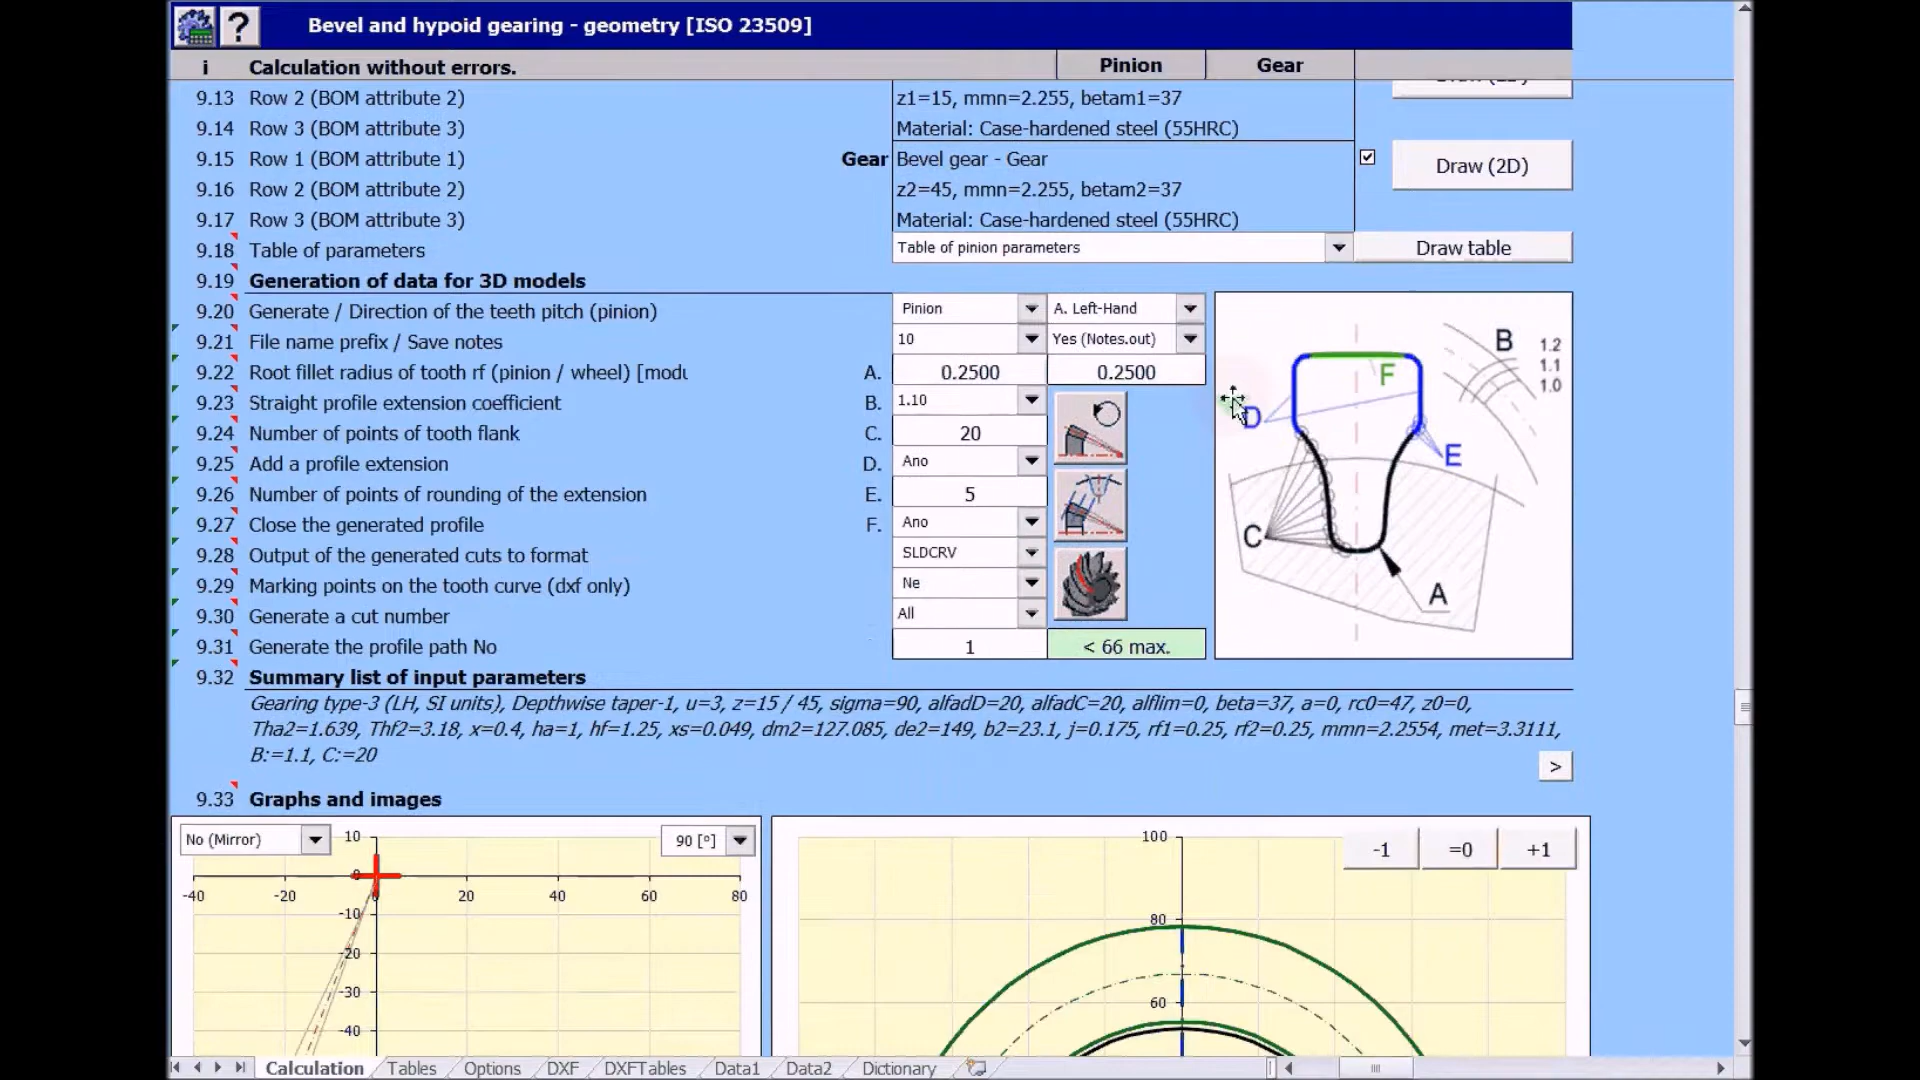 Bevel and hypoid gearing - geometry [ISO 23509]
i Calculation without errors. Pinion Gear
9.13 Row 2 (BOM attribute 2) z1=15, mmn=2.255, betam1=37
9.14 Row 3 (BOM attribute 3) Material: Case-hardened steel (55HRC)
9.15 Row 1 (BOM attribute 1) Gear Bevel gear - Gear Draw (2D)
9.16 Row 2 (BOM attribute 2) z2=45, mmn=2.255, betam2=37
9.17 Row 3 (BOM attribute 3) Material: Case-hardened steel (55HRC)
9.18 Table of parameters Table of pinion parameters Draw table
9.19 Generation of data for 3D models
9.20 Generate / Direction of the teeth pitch (pinion) Pinion A. Left-Hand
9.21 File name prefix / Save notes 10 Yes (Notes.out)
9.22 Root fillet radius of tooth rf (pinion / wheel) [modu A. 0.2500 0.2500
9.23 Straight profile extension coefficient B. 1.10
9.24 Number of points of tooth flank C. 20
9.25 Add a profile extension D. Ano
9.26 Number of points of rounding of the extension E. 5
9.27 Close the generated profile F. Ano
9.28 Output of the generated cuts to format SLDCRV
9.29 Marking points on the tooth curve (dxf only) Ne
9.30 Generate a cut number All
9.31 Generate the profile path No 1 < 66 max.
B 1.2
1.1
1.0
F
D
E
C
A
9.32 Summary list of input parameters
Gearing type-3 (LH, SI units), Depthwise taper-1, u=3, z=15 / 45, sigma=90, alfadD=20, alfadC=20, alflim=0, beta=37, a=0, rc0=47, z0=0,
Tha2=1.639, Thf2=3.18, x=0.4, ha=1, hf=1.25, xs=0.049, dm2=127.085, de2=149, b2=23.1, j=0.175, rf1=0.25, rf2=0.25, mmn=2.2554, met=3.3111,
B:=1.1, C:=20
>
9.33 Graphs and images
No (Mirror) 10 90 [º]
0
-40 -20 0 20 40 60 80
-10
-20
-30
-40
100 -1 =0 +1
80
60
Calculation Tables Options DXF DXFTables Data1 Data2 Dictionary